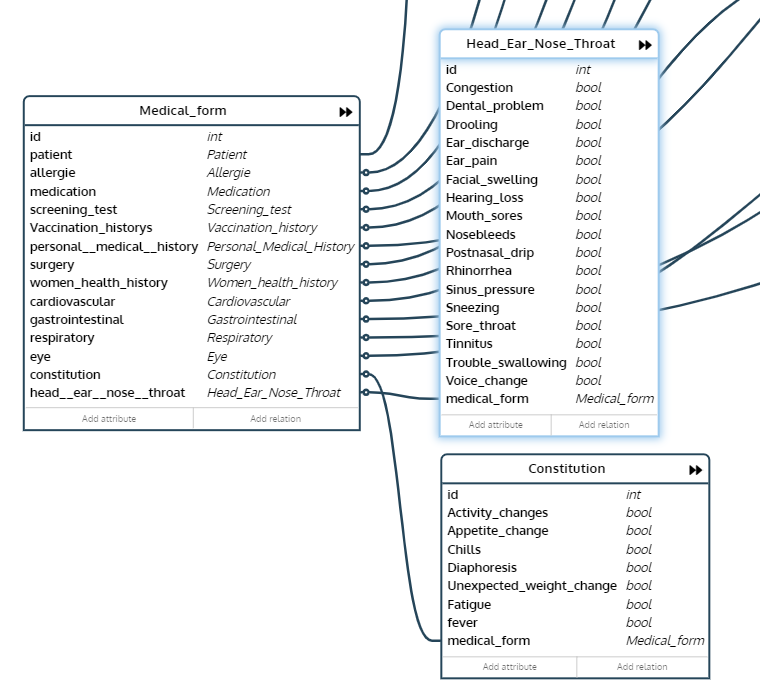 Head_Ear_Nose_Throat
id int
Congestion bool
Dental_problem bool
Drooling bool
Ear_discharge bool
Ear_pain bool
Facial_swelling bool
Hearing_loss bool
Mouth_sores bool
Nosebleeds bool
Postnasal_drip bool
Rhinorrhea bool
Sinus_pressure bool
Sneezing bool
Sore_throat bool
Tinnitus bool
Trouble_swallowing bool
Voice_change bool
medical_form Medical_form
Add attribute Add relation
Medical_form
id int
patient Patient
allergie Allergie
medication Medication
screening_test Screening_test
Vaccination_historys Vaccination_history
personal__medical__history Personal_Medical_History
surgery Surgery
women_health_history Women_health_history
cardiovascular Cardiovascular
gastrointestinal Gastrointestinal
respiratory Respiratory
eye Eye
constitution Constitution
head__ear__nose__throat Head_Ear_Nose_Throat
Add attribute Add relation
Constitution
id int
Activity_changes bool
Appetite_change bool
Chills bool
Diaphoresis bool
Unexpected_weight_change bool
Fatigue bool
fever bool
medical_form Medical_form
Add attribute Add relation